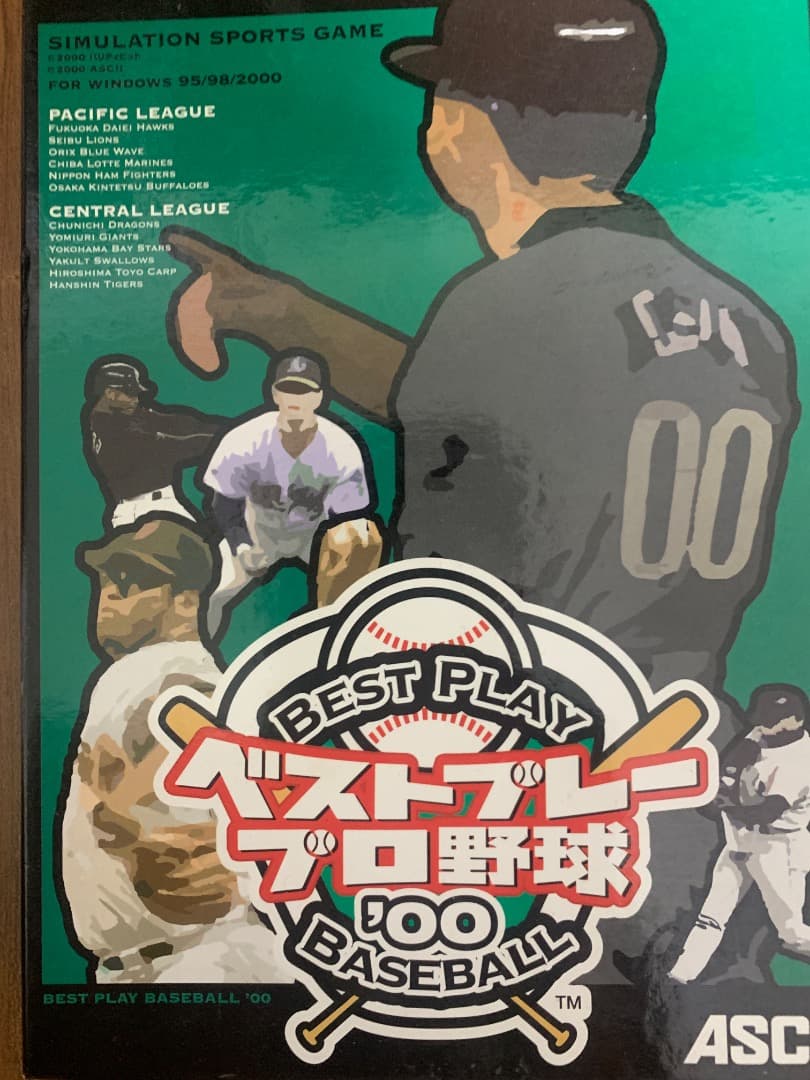 SIMULATION SPORTS GAME
©2000 ASCII
FOR WINDOWS 95/98/2000
PACIFIC LEAGUE
FUKUOKA DAIEI HAWKS
SEIBU LIONS
ORIX BLUE WAVE
CHIBA LOTTE MARINES
NIPPON HAM FIGHTERS
OSAKA KINTETSU BUFFALOES
CENTRAL LEAGUE
CHUNICHI DRAGONS
YOMIURI GIANTS
YOKOHAMA BAY STARS
YAKULT SWALLOWS
HIROSHIMA TOYO CARP
HANSHIN TIGERS
00
BEST PLAY
ベストプレー
プロ野球
'00
BASEBALL
TM
BEST PLAY BASEBALL '00
ASC